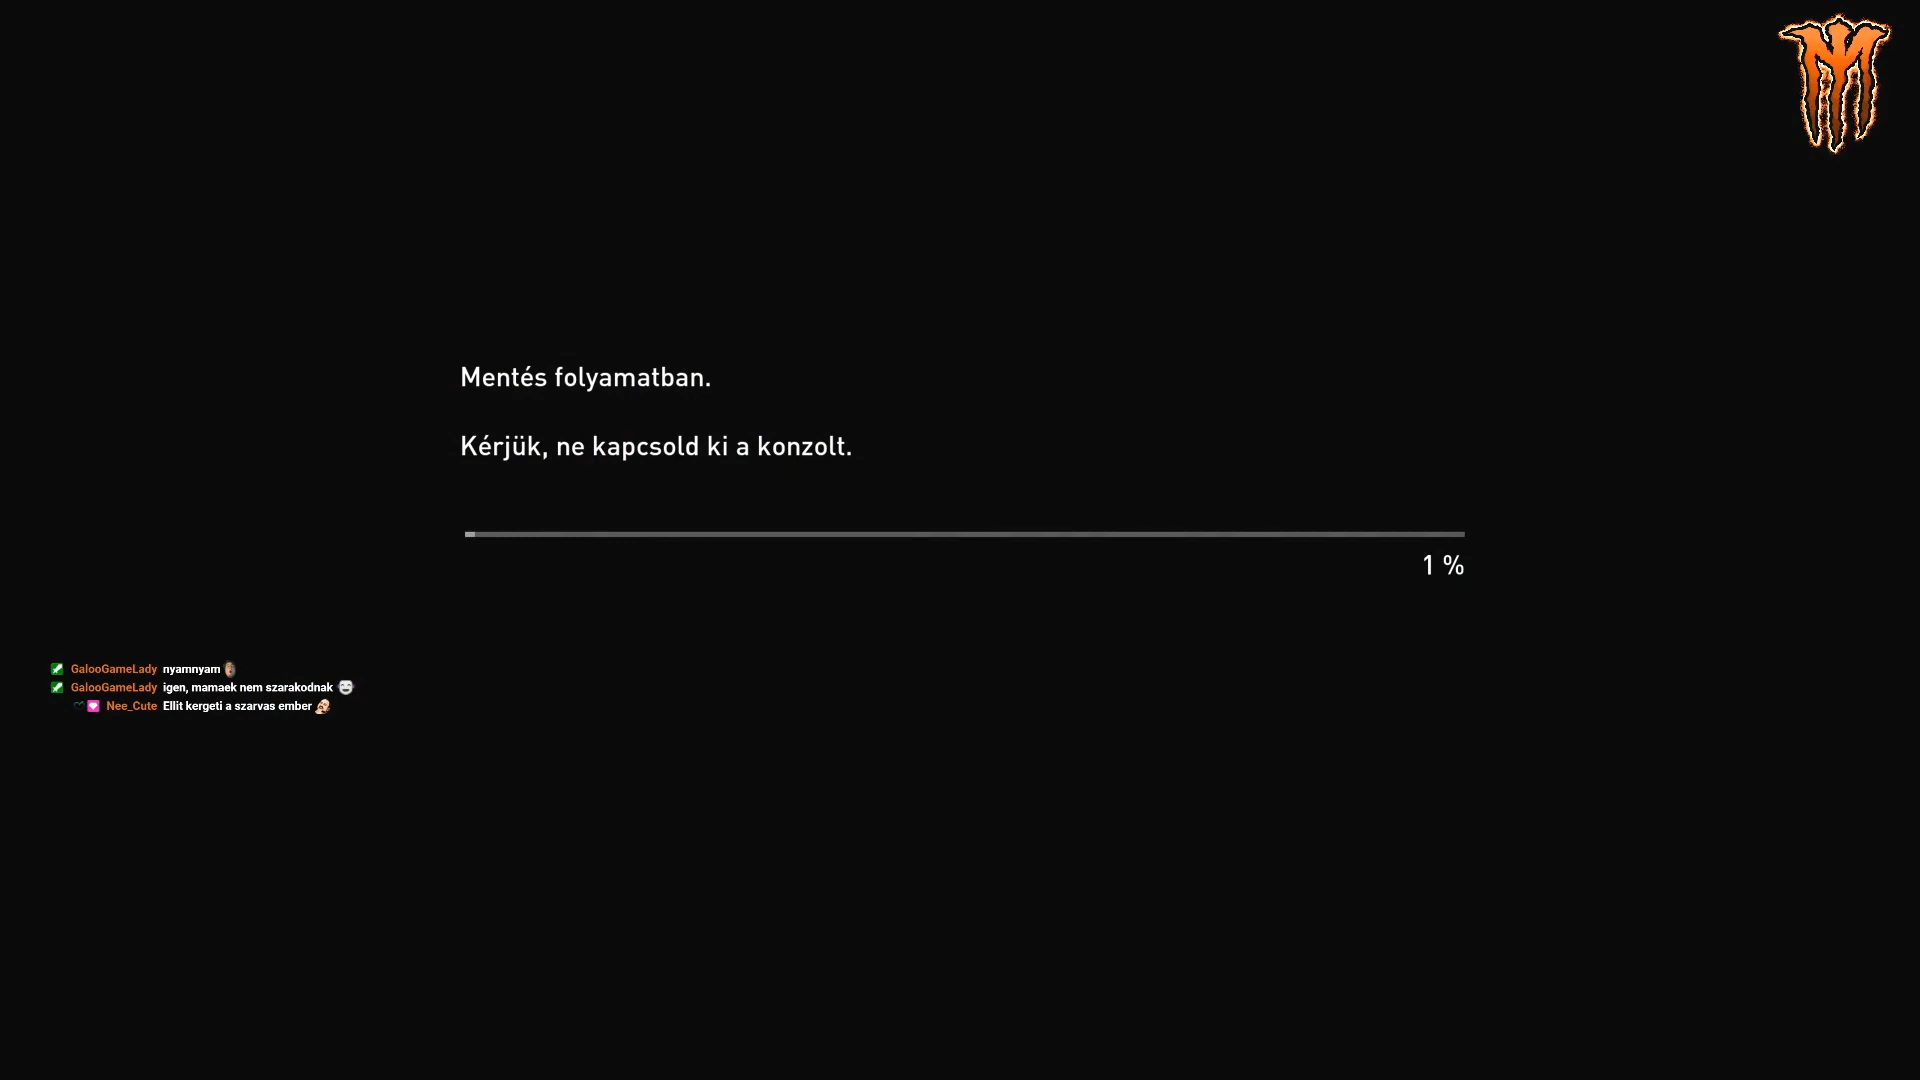 Mentés folyamatban.
Kérjük, ne kapcsold ki a konzolt.
1 %
GalooGameLady nyamnyam
GalooGameLady igen, mamaek nem szarakodnak
Nee_Cute Ellit kergeti a szarvas ember